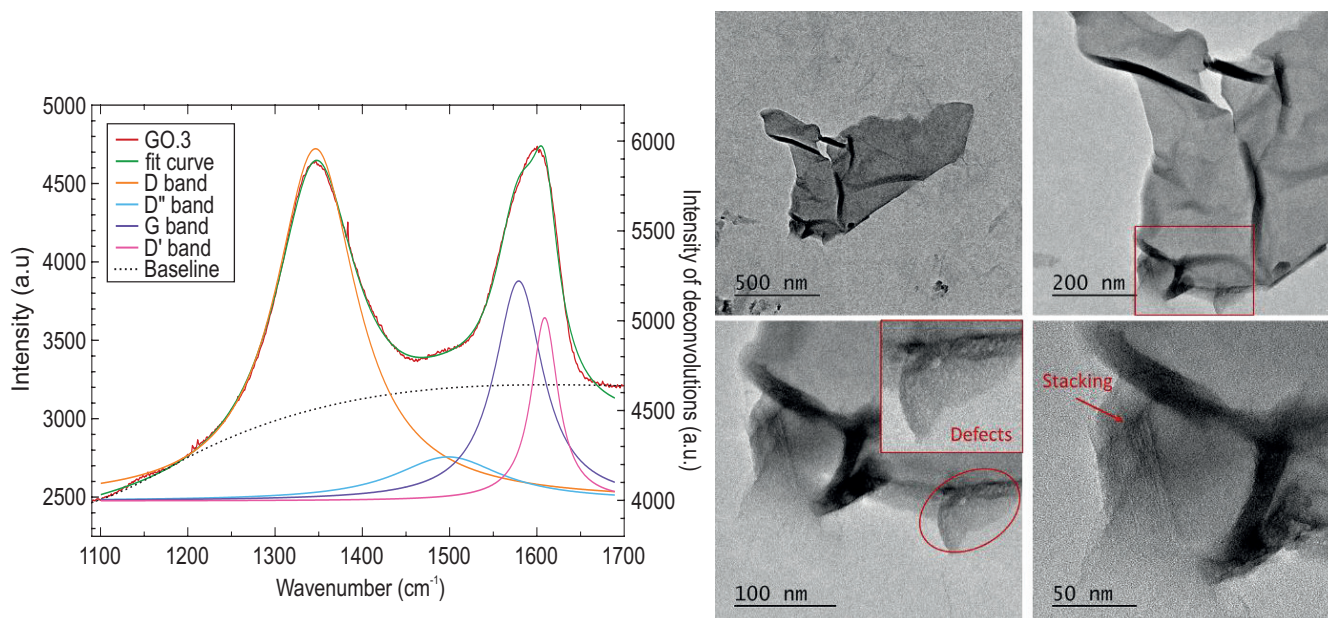 5000
4500
4000
3500
3000
2500
Intensity (a.u)
GO.3
fit curve
D band
D" band
G band
D' band
Baseline
6000
5500
5000
4500
4000
Intensity of deconvolutions (a.u.)
1100
1200
1300
1400
1500
1600
1700
Wavenumber (cm⁻¹)
500 nm
200 nm
Defects
100 nm
Stacking
50 nm